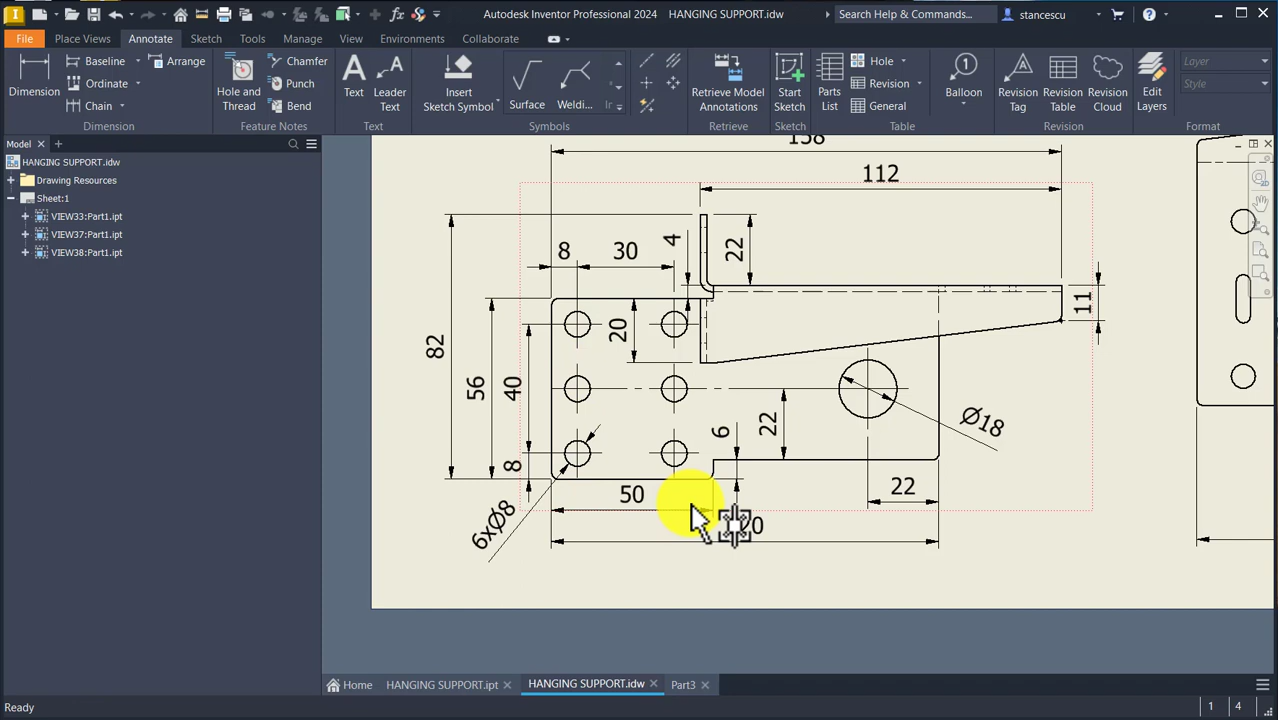 Autodesk Inventor Professional 2024 HANGING SUPPORT.idw
Search Help & Commands...
stancescu
File Place Views Annotate Sketch Tools Manage View Environments Collaborate
Dimension
Baseline
Ordinate
Chain
Arrange
Dimension
Hole and Thread
Chamfer
Punch
Bend
Feature Notes
Text
Leader Text
Text
Insert Sketch Symbol
Surface
Weldi...
Symbols
Retrieve Model Annotations
Retrieve
Start Sketch
Sketch
Parts List
Hole
Revision
General
Table
Balloon
Revision Tag
Revision Table
Revision Cloud
Revision
Edit Layers
Layer
Style
Format
Model
HANGING SUPPORT.idw
Drawing Resources
Sheet:1
VIEW33:Part1.ipt
VIEW37:Part1.ipt
VIEW38:Part1.ipt
158
112
8
30
4
22
11
82
56
40
20
8
6
22
Ø18
50
22
6xØ8
Home HANGING SUPPORT.ipt HANGING SUPPORT.idw Part3
Ready
1 4